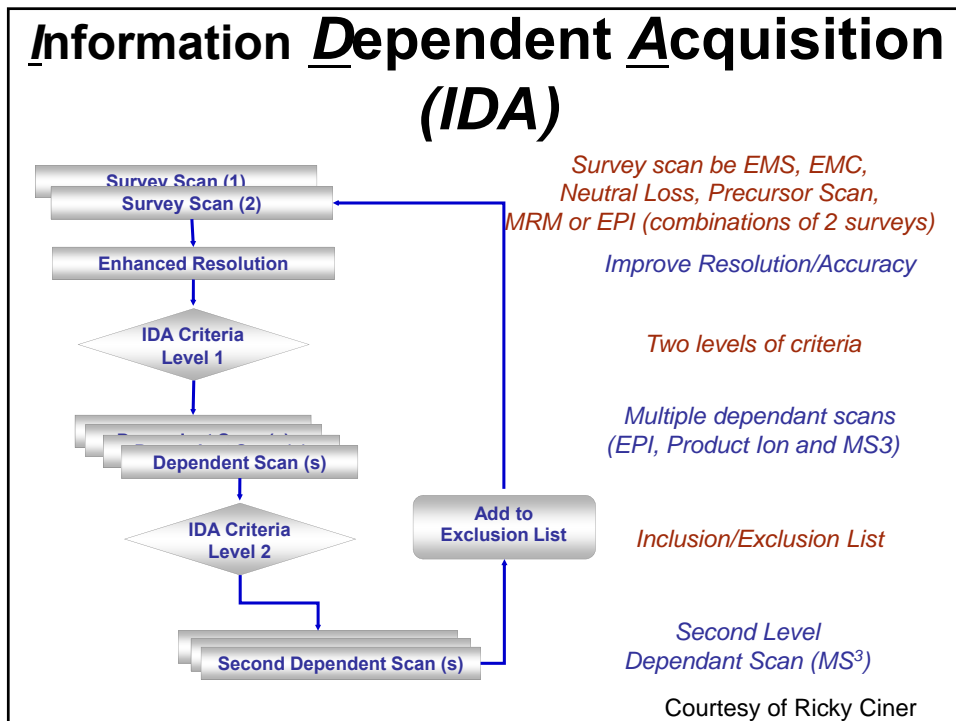 Information Dependent Acquisition
(IDA)
Survey Scan (1)
Survey Scan (2)
Enhanced Resolution
IDA Criteria
Level 1
Dependent Scan (s)
IDA Criteria
Level 2
Second Dependent Scan (s)
Add to
Exclusion List
Survey scan be EMS, EMC,
Neutral Loss, Precursor Scan,
MRM or EPI (combinations of 2 surveys)
Improve Resolution/Accuracy
Two levels of criteria
Multiple dependant scans
(EPI, Product Ion and MS3)
Inclusion/Exclusion List
Second Level
Dependant Scan (MS³)
Courtesy of Ricky Ciner